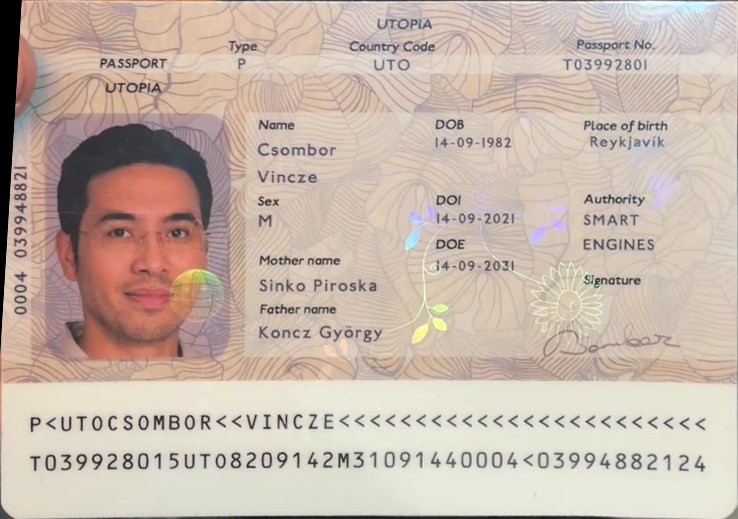 UTOPIA
Type Country Code Passport No.
PASSPORT P UTO T03992801
UTOPIA
Name DOB Place of birth
Csombor 14-09-1982 Reykjavík
Vincze
Sex DOI Authority
M 14-09-2021 SMART
DOE ENGINES
Mother name 14-09-2031
Sinko Piroska Signature
Father name
Koncz György
0004 039948821
P<UTOCSOMBOR<<VINCZE<<<<<<<<<<<<<<<<<<<<<<<<
T039928015UTO8209142M31091440004<03994882124